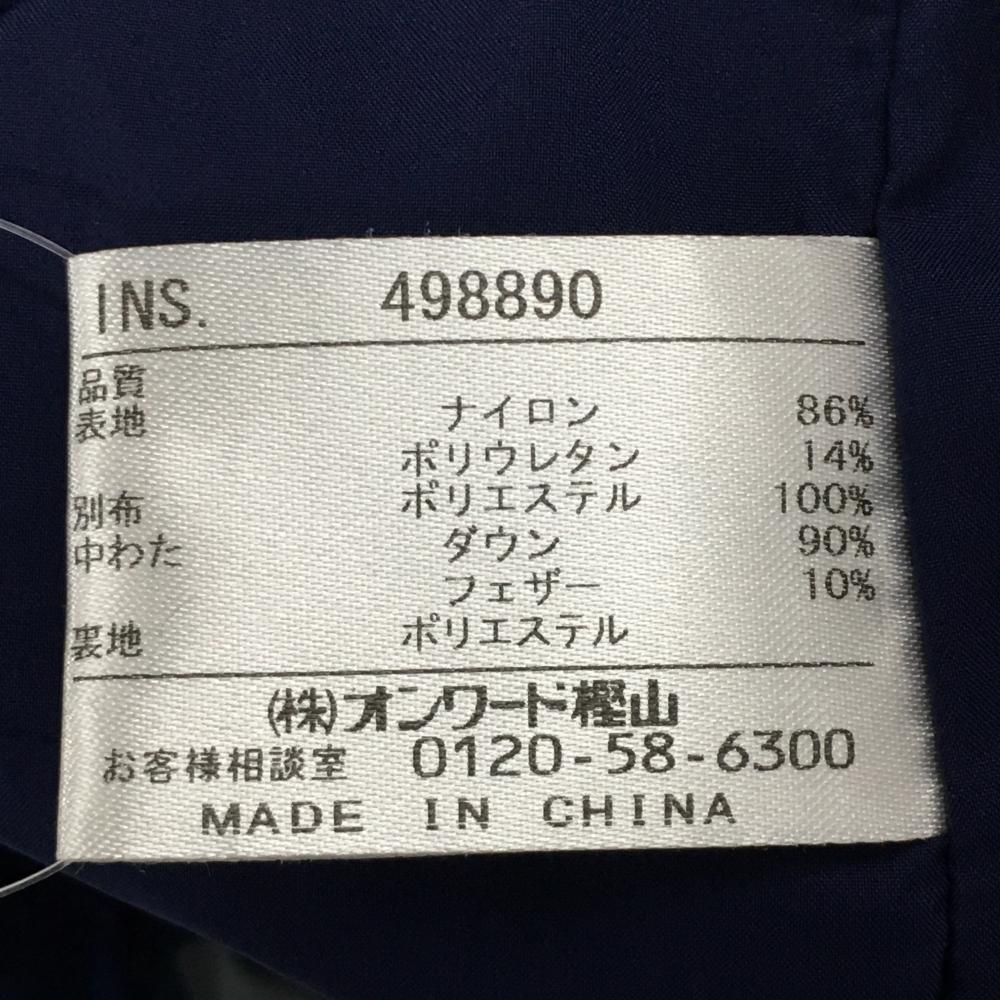 INS. 498890
品質
表地 ナイロン 86%
ポリウレタン 14%
別布 ポリエステル 100%
中わた ダウン 90%
フェザー 10%
裏地 ポリエステル
(株)オンワード樫山
お客様相談室 0120-58-6300
MADE IN CHINA